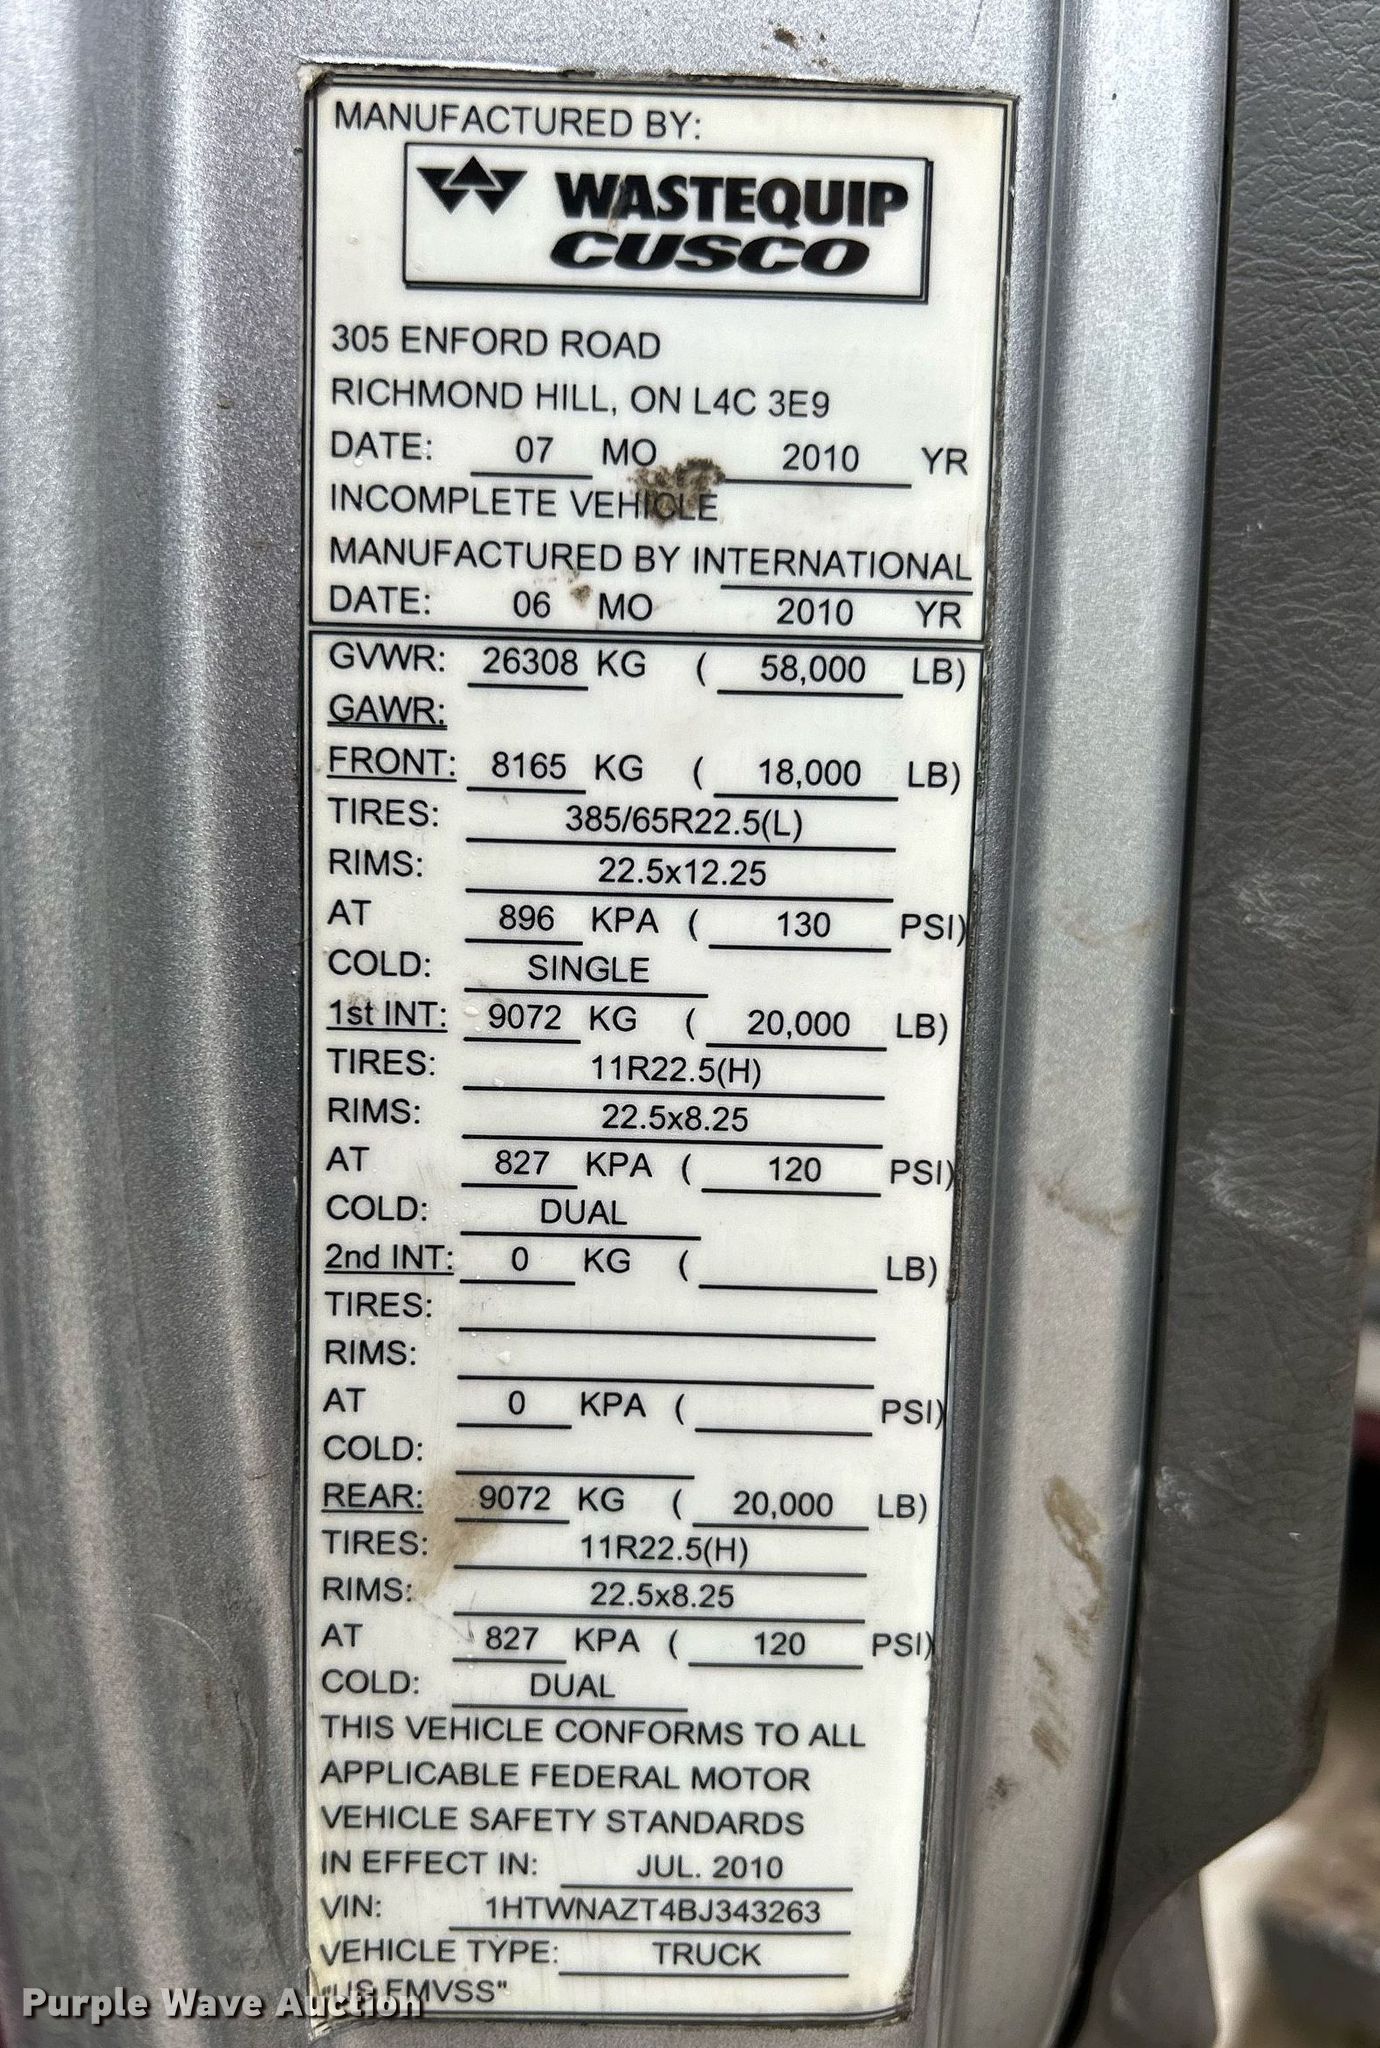 MANUFACTURED BY:
WASTEQUIP
CUSCO
305 ENFORD ROAD
RICHMOND HILL, ON L4C 3E9
DATE: 07 MO 2010 YR
INCOMPLETE VEHICLE
MANUFACTURED BY INTERNATIONAL
DATE: 06 MO 2010 YR
GVWR: 26308 KG ( 58,000 LB)
GAWR:
FRONT: 8165 KG ( 18,000 LB)
TIRES: 385/65R22.5(L)
RIMS: 22.5x12.25
AT 896 KPA ( 130 PSI)
COLD: SINGLE
1st INT: 9072 KG ( 20,000 LB)
TIRES: 11R22.5(H)
RIMS: 22.5x8.25
AT 827 KPA ( 120 PSI)
COLD: DUAL
2nd INT: 0 KG ( LB)
TIRES:
RIMS:
AT 0 KPA ( PSI)
COLD:
REAR: 9072 KG ( 20,000 LB)
TIRES: 11R22.5(H)
RIMS: 22.5x8.25
AT 827 KPA ( 120 PSI)
COLD: DUAL
THIS VEHICLE CONFORMS TO ALL
APPLICABLE FEDERAL MOTOR
VEHICLE SAFETY STANDARDS
IN EFFECT IN: JUL. 2010
VIN: 1HTWNAZT4BJ343263
VEHICLE TYPE: TRUCK
"US FMVSS"
Purple Wave Auction